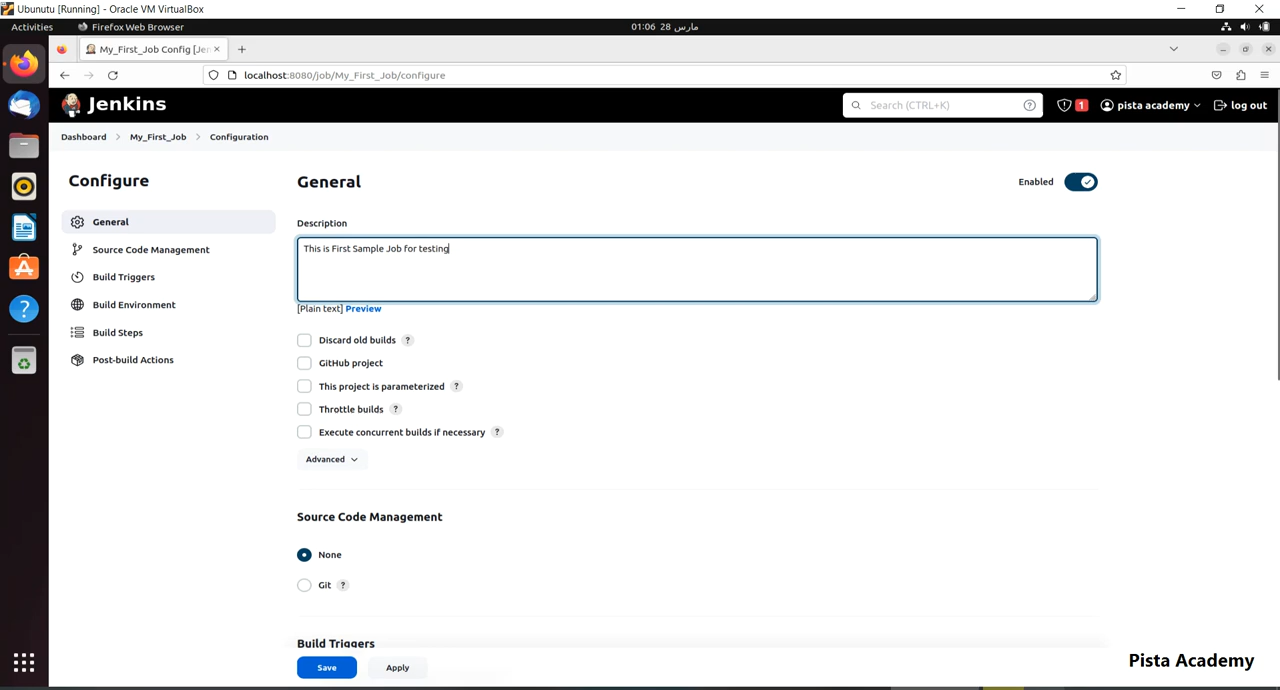 Ubunutu [Running] - Oracle VM VirtualBox
Activities
Firefox Web Browser
01:06 28 مارس
My_First_Job Config [Jen
localhost:8080/job/My_First_Job/configure
Jenkins
Search (CTRL+K)
?
1
pista academy
log out
Dashboard > My_First_Job > Configuration
Configure
General
Source Code Management
Build Triggers
Build Environment
Build Steps
Post-build Actions
General
Enabled
Description
This is First Sample Job for testing
[Plain text] Preview
Discard old builds ?
GitHub project
This project is parameterized ?
Throttle builds ?
Execute concurrent builds if necessary ?
Advanced
Source Code Management
None
Git ?
Build Triggers
Save
Apply
Pista Academy